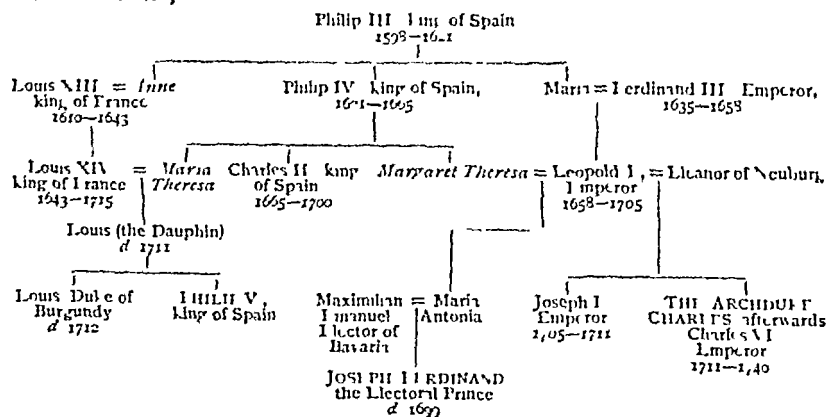 Philip III king of Spain
1598–1621
Louis XIII = Anne
king of France
1610–1643
Philip IV king of Spain,
1621–1665
Maria = Ferdinand III Emperor,
1635–1658
Louis XIV = Maria Theresa
king of France
1643–1715
Charles II king
of Spain
1665–1700
Margaret Theresa = Leopold I, = Eleanor of Neuburg
Emperor
1658–1705
Louis (the Dauphin)
d 1711
Louis Duke of
Burgundy
d 1712
PHILIP V,
king of Spain
Maximilian = Maria Antonia
Emanuel
Elector of
Bavaria
Joseph I
Emperor
1705–1711
THE ARCHDUKE
CHARLES afterwards
Charles VI
Emperor
1711–1740
JOSEPH FERDINAND
the Electoral Prince
d 1699